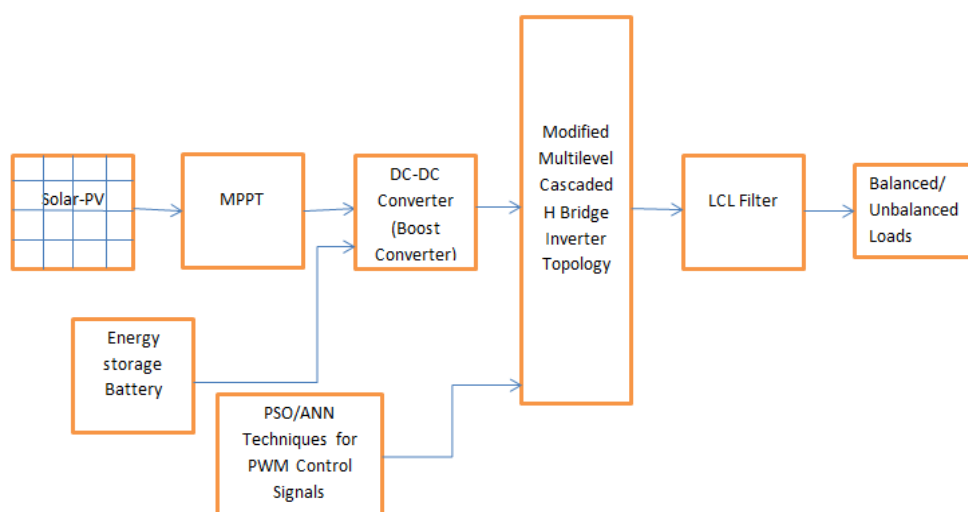 Solar-PV
MPPT
DC-DC
Converter
(Boost
Converter)
Modified
Multilevel
Cascaded
H Bridge
Inverter
Topology
LCL Filter
Balanced/
Unbalanced
Loads
Energy
storage
Battery
PSO/ANN
Techniques for
PWM Control
Signals